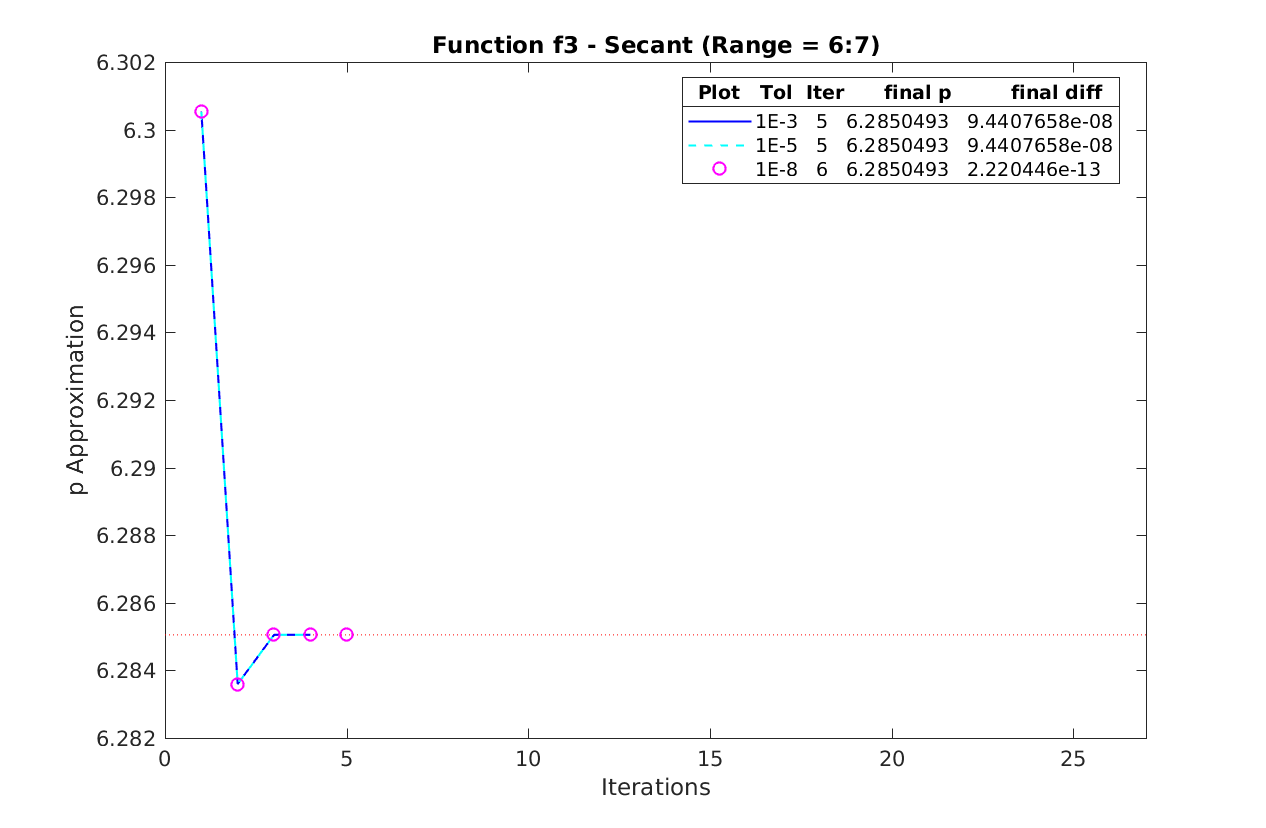 Function f3 - Secant (Range = 6:7)
Plot Tol Iter final p final diff
1E-3 5 6.2850493 9.4407658e-08
1E-5 5 6.2850493 9.4407658e-08
1E-8 6 6.2850493 2.220446e-13
6.302
6.3
6.298
6.296
6.294
6.292
6.29
6.288
6.286
6.284
6.282
p Approximation
0 5 10 15 20 25
Iterations